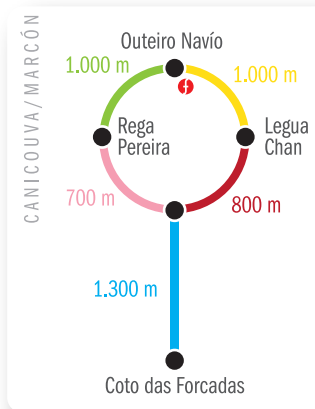 CANICOUVA/MARCÓN
Outeiro Navío
1.000 m
1.000 m
Rega
Pereira
Legua
Chan
700 m
800 m
1.300 m
Coto das Forcadas